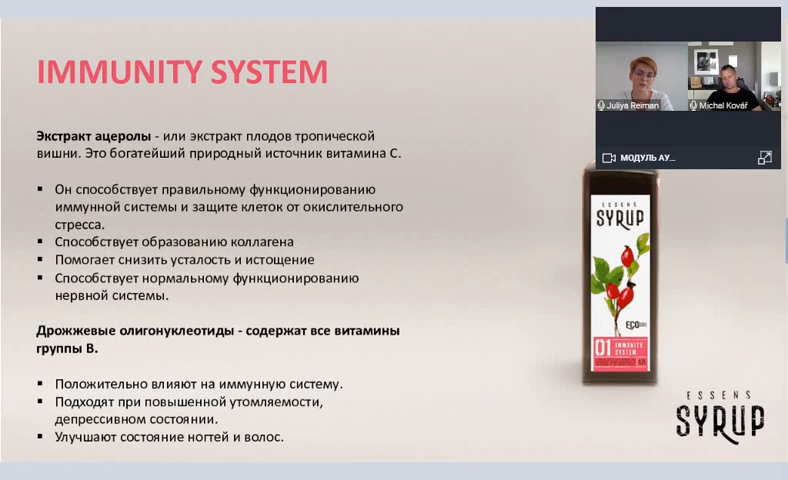 IMMUNITY SYSTEM
Экстракт ацеролы - или экстракт плодов тропической
вишни. Это богатейший природный источник витамина С.
▪ Он способствует правильному функционированию
иммунной системы и защите клеток от окислительного
стресса.
▪ Способствует образованию коллагена
▪ Помогает снизить усталость и истощение
▪ Способствует нормальному функционированию
нервной системы.
Дрожжевые олигонуклеотиды - содержат все витамины
группы В.
▪ Положительно влияют на иммунную систему.
▪ Подходят при повышенной утомляемости,
депрессивном состоянии.
▪ Улучшают состояние ногтей и волос.
Juliya Reiman
Michal Kovář
МОДУЛЬ АУ...
ESSENS
SYRUP
ECO
01 IMMUNITY
SYSTEM
ESSENS
SYRUP